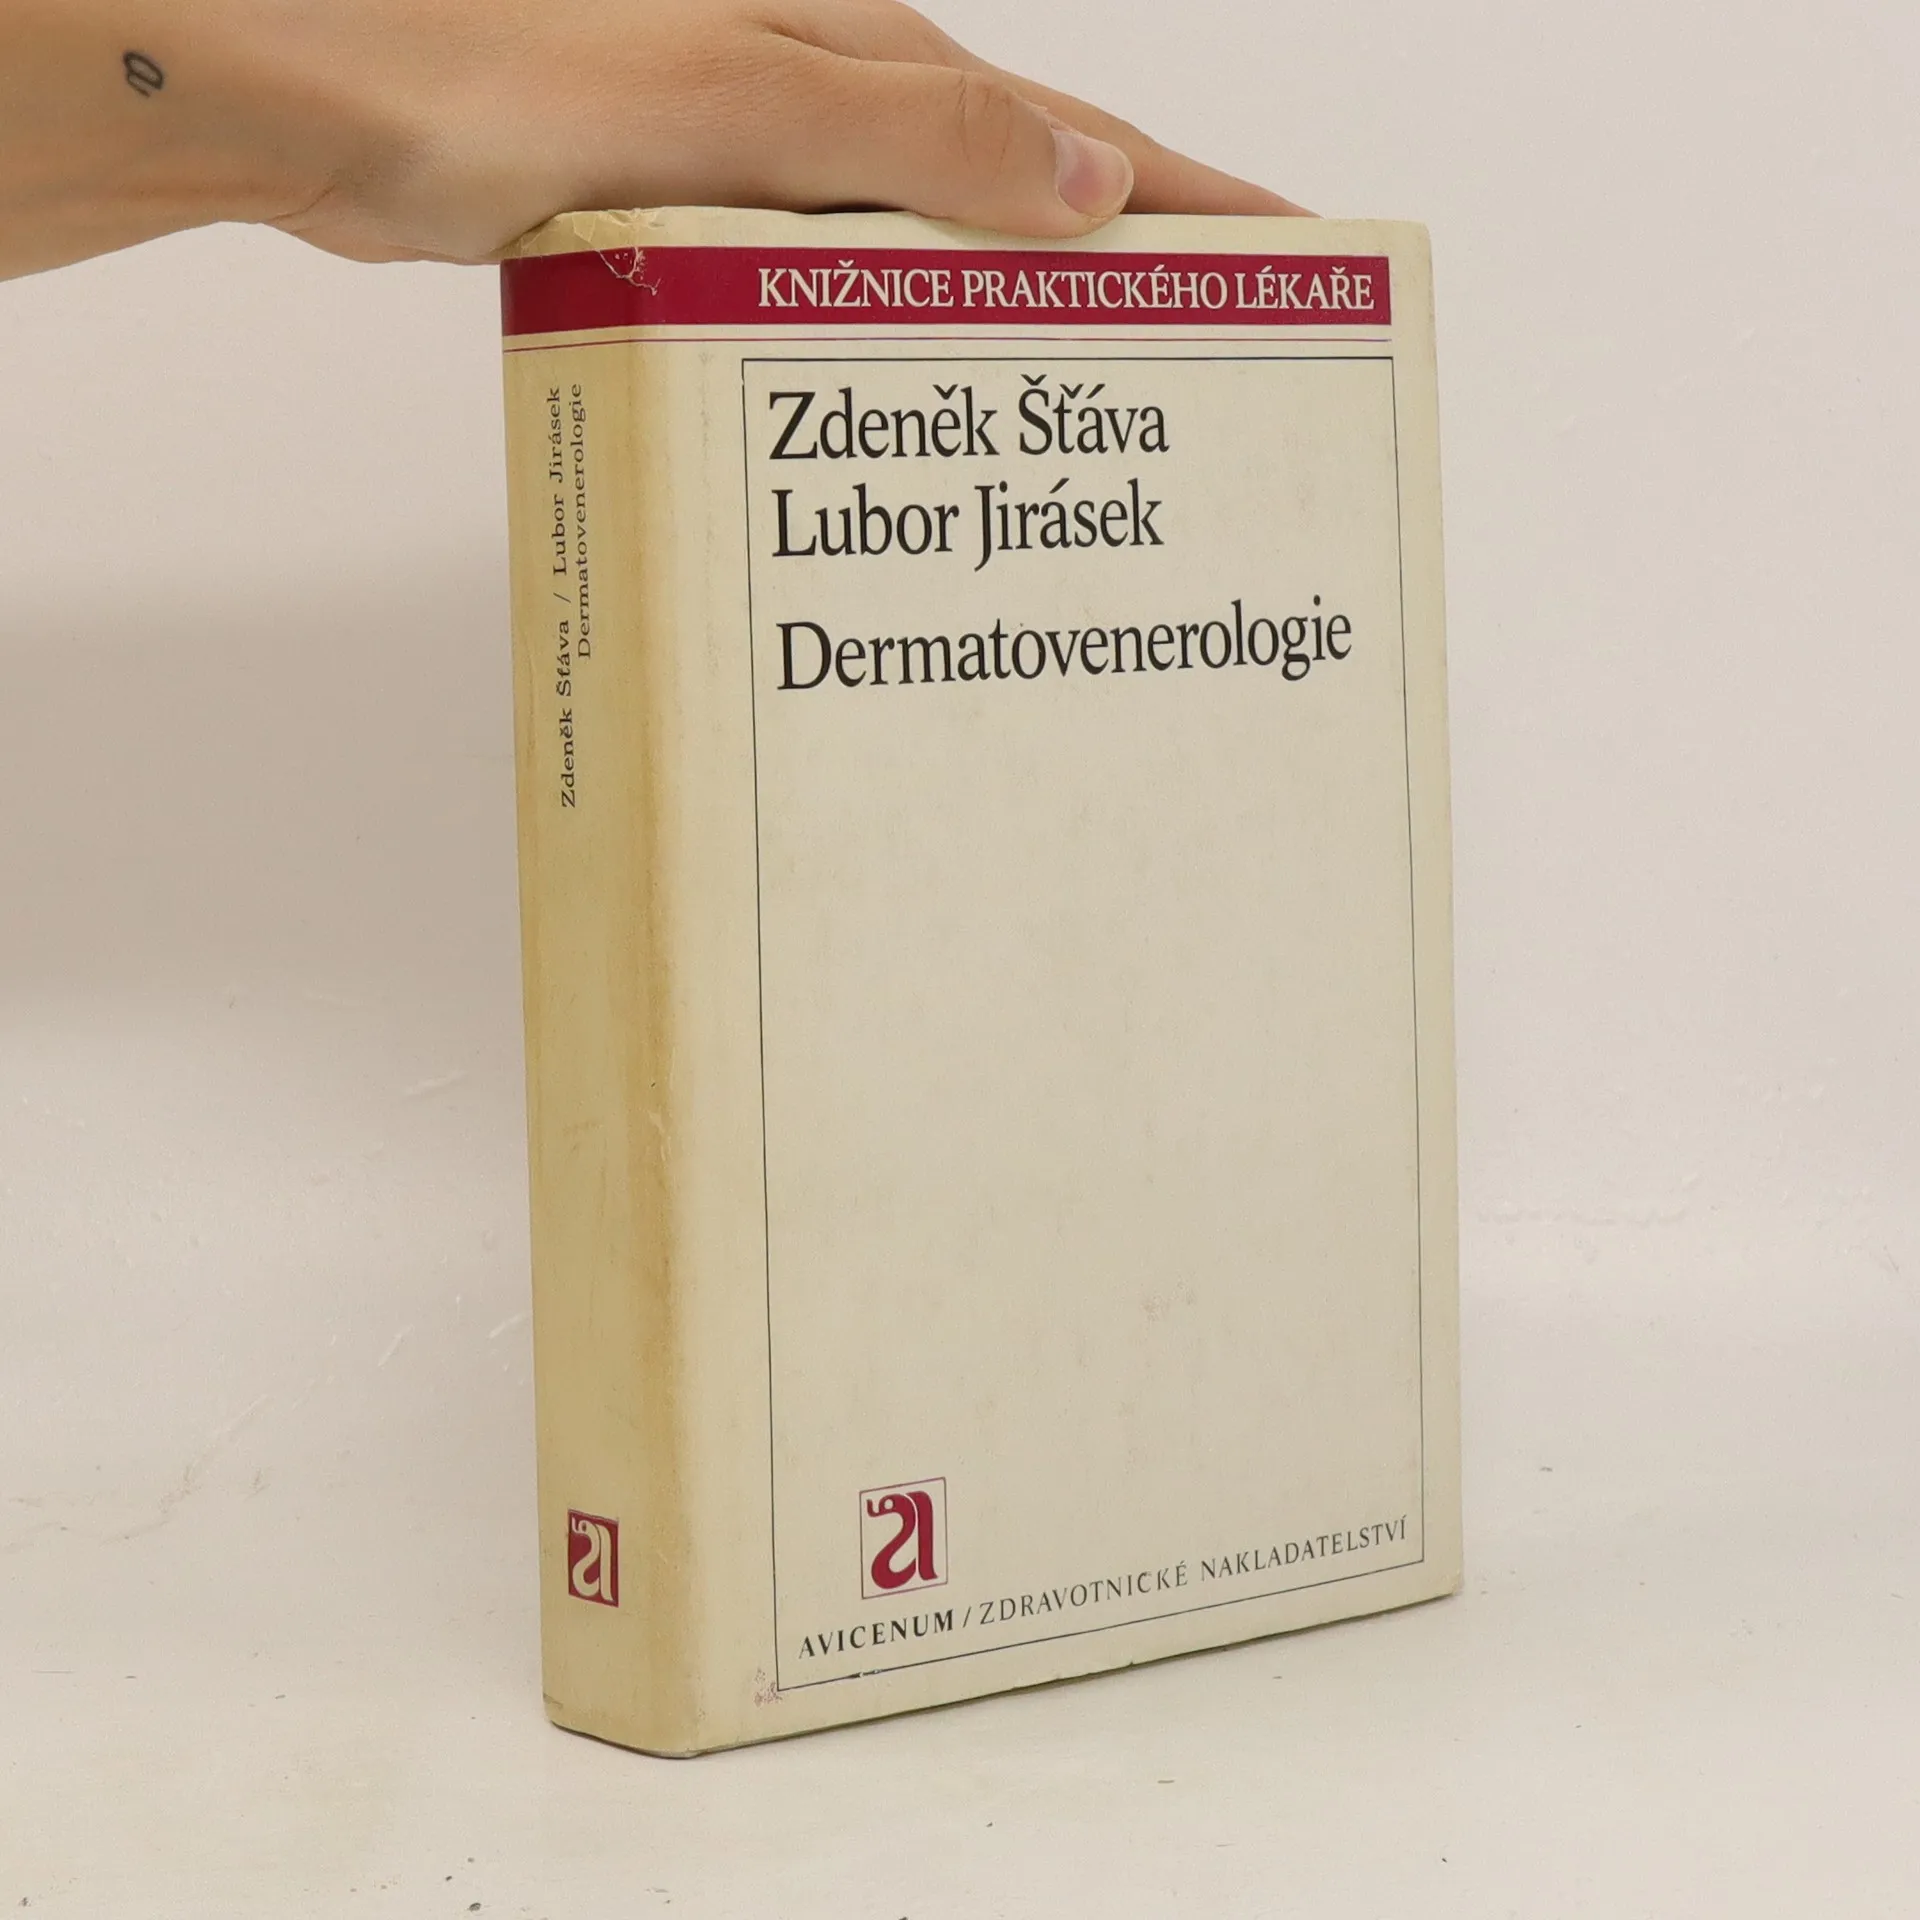 KNIŽNICE PRAKTICKÉHO LÉKAŘE
Zdeněk Šťáva
Lubor Jirásek
Dermatovenerologie
AVICENUM / ZDRAVOTNICKÉ NAKLADATELSTVÍ
Zdeněk Šťáva / Lubor Jirásek
Dermatovenerologie